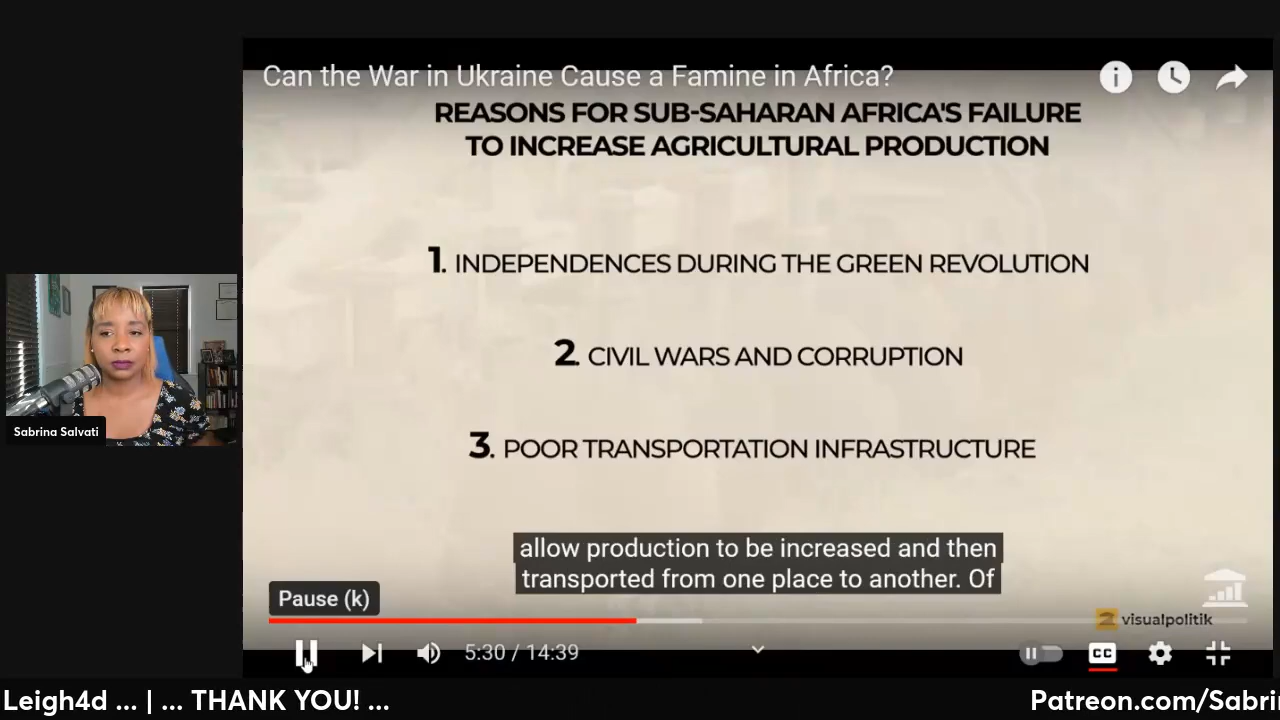 Can the War in Ukraine Cause a Famine in Africa?
REASONS FOR SUB-SAHARAN AFRICA'S FAILURE
TO INCREASE AGRICULTURAL PRODUCTION
1. INDEPENDENCES DURING THE GREEN REVOLUTION
2. CIVIL WARS AND CORRUPTION
3. POOR TRANSPORTATION INFRASTRUCTURE
Sabrina Salvati
allow production to be increased and then
transported from one place to another. Of
Pause (k)
visualpolitik
5:30 / 14:39
CC
Leigh4d ... | ... THANK YOU! ...
Patreon.com/Sabri